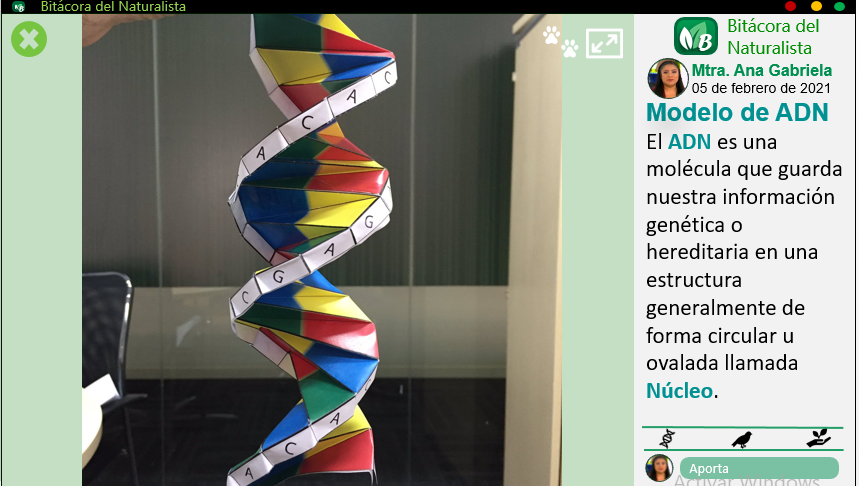 Bitácora del Naturalista
Bitácora del
Naturalista
Mtra. Ana Gabriela
05 de febrero de 2021
Modelo de ADN
El ADN es una
molécula que guarda
nuestra información
genética o
hereditaria en una
estructura
generalmente de
forma circular u
ovalada llamada
Núcleo.
Aporta
Activar Windows
C
A
C
A
G
A
G
C
A
C
A